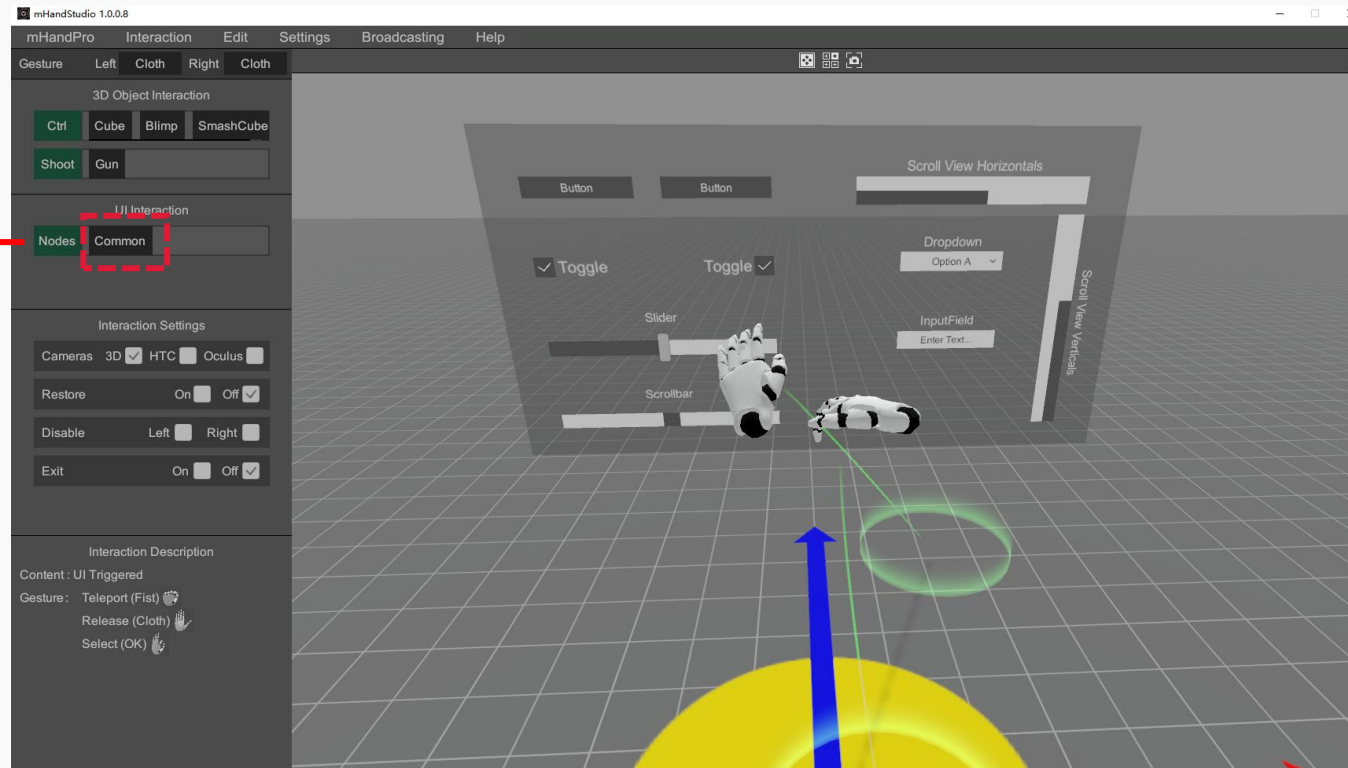 mHandStudio 1.0.0.8
mHandPro Interaction Edit Settings Broadcasting Help
Gesture Left Cloth Right Cloth
3D Object Interaction
Ctrl Cube Blimp SmashCube
Shoot Gun
UI Interaction
Nodes Common
Interaction Settings
Cameras 3D HTC Oculus
Restore On Off
Disable Left Right
Exit On Off
Interaction Description
Content : UI Triggered
Gesture : Teleport (Fist)
Release (Cloth)
Select (OK)
Button Button
Toggle Toggle
Slider
Scrollbar
Scroll View Horizontals
Dropdown
Option A
InputField
Enter Text...
Scroll View Verticals